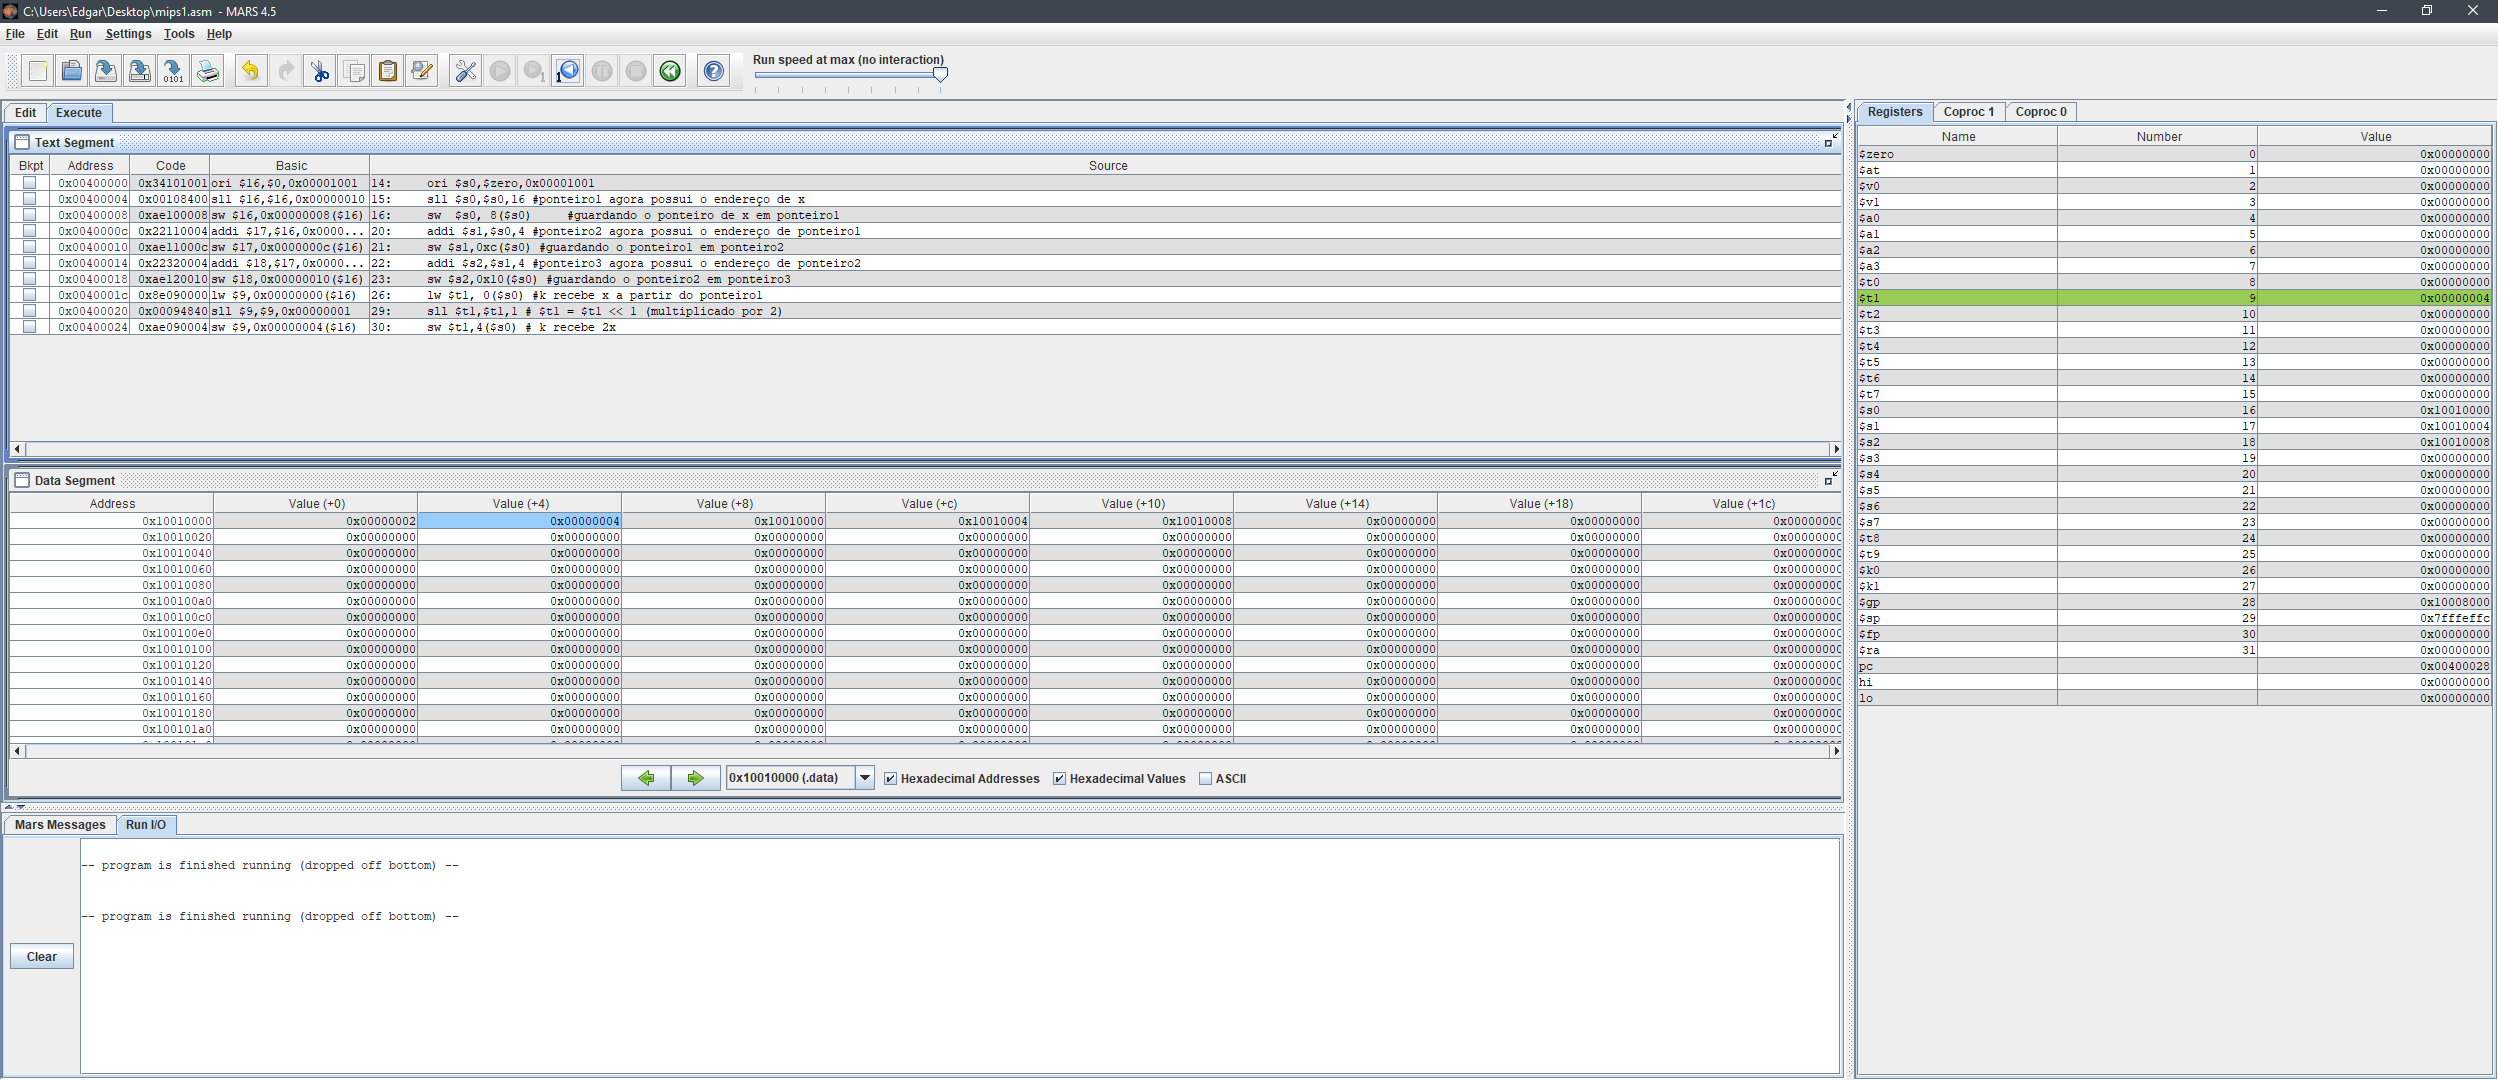 C:\Users\Edgar\Desktop\mips1.asm - MARS 4.5
File Edit Run Settings Tools Help
Run speed at max (no interaction)
Edit Execute
Text Segment
Bkpt Address Code Basic Source
0x00400000 0x34101001 ori $16,$0,0x00001001 14: ori $s0,$zero,0x00001001
0x00400004 0x00108400 sll $16,$16,0x00000010 15: sll $s0,$s0,16 #ponteiro1 agora possui o endereço de x
0x00400008 0xae100008 sw $16,0x00000008($16) 16: sw $s0, 8($s0) #guardando o ponteiro de x em ponteiro1
0x0040000c 0x22110004 addi $17,$16,0x0000... 20: addi $s1,$s0,4 #ponteiro2 agora possui o endereço de ponteiro1
0x00400010 0xae11000c sw $17,0x0000000c($16) 21: sw $s1,0xc($s0) #guardando o ponteiro1 em ponteiro2
0x00400014 0x22320004 addi $18,$17,0x0000... 22: addi $s2,$s1,4 #ponteiro3 agora possui o endereço de ponteiro2
0x00400018 0xae120010 sw $18,0x00000010($16) 23: sw $s2,0x10($s0) #guardando o ponteiro2 em ponteiro3
0x0040001c 0x8e090000 lw $9,0x00000000($16) 26: lw $t1, 0($s0) #k recebe x a partir do ponteiro1
0x00400020 0x00094840 sll $9,$9,0x00000001 29: sll $t1,$t1,1 # $t1 = $t1 << 1 (multiplicado por 2)
0x00400024 0xae090004 sw $9,0x00000004($16) 30: sw $t1,4($s0) # k recebe 2x
Data Segment
Address Value (+0) Value (+4) Value (+8) Value (+c) Value (+10) Value (+14) Value (+18) Value (+1c)
0x10010000 0x00000002 0x00000004 0x10010000 0x10010004 0x10010008 0x00000000 0x00000000 0x00000000
0x10010020 0x00000000 0x00000000 0x00000000 0x00000000 0x00000000 0x00000000 0x00000000 0x00000000
0x10010040 0x00000000 0x00000000 0x00000000 0x00000000 0x00000000 0x00000000 0x00000000 0x00000000
0x10010060 0x00000000 0x00000000 0x00000000 0x00000000 0x00000000 0x00000000 0x00000000 0x00000000
0x10010080 0x00000000 0x00000000 0x00000000 0x00000000 0x00000000 0x00000000 0x00000000 0x00000000
0x100100a0 0x00000000 0x00000000 0x00000000 0x00000000 0x00000000 0x00000000 0x00000000 0x00000000
0x100100c0 0x00000000 0x00000000 0x00000000 0x00000000 0x00000000 0x00000000 0x00000000 0x00000000
0x100100e0 0x00000000 0x00000000 0x00000000 0x00000000 0x00000000 0x00000000 0x00000000 0x00000000
0x10010100 0x00000000 0x00000000 0x00000000 0x00000000 0x00000000 0x00000000 0x00000000 0x00000000
0x10010120 0x00000000 0x00000000 0x00000000 0x00000000 0x00000000 0x00000000 0x00000000 0x00000000
0x10010140 0x00000000 0x00000000 0x00000000 0x00000000 0x00000000 0x00000000 0x00000000 0x00000000
0x10010160 0x00000000 0x00000000 0x00000000 0x00000000 0x00000000 0x00000000 0x00000000 0x00000000
0x10010180 0x00000000 0x00000000 0x00000000 0x00000000 0x00000000 0x00000000 0x00000000 0x00000000
0x100101a0 0x00000000 0x00000000 0x00000000 0x00000000 0x00000000 0x00000000 0x00000000 0x00000000
0x10010000 (.data) Hexadecimal Addresses Hexadecimal Values ASCII
Mars Messages Run I/O
-- program is finished running (dropped off bottom) --
-- program is finished running (dropped off bottom) --
Clear
Registers Coproc 1 Coproc 0
Name Number Value
$zero 0 0x00000000
$at 1 0x00000000
$v0 2 0x00000000
$v1 3 0x00000000
$a0 4 0x00000000
$a1 5 0x00000000
$a2 6 0x00000000
$a3 7 0x00000000
$t0 8 0x00000000
$t1 9 0x00000004
$t2 10 0x00000000
$t3 11 0x00000000
$t4 12 0x00000000
$t5 13 0x00000000
$t6 14 0x00000000
$t7 15 0x00000000
$s0 16 0x10010000
$s1 17 0x10010004
$s2 18 0x10010008
$s3 19 0x00000000
$s4 20 0x00000000
$s5 21 0x00000000
$s6 22 0x00000000
$s7 23 0x00000000
$t8 24 0x00000000
$t9 25 0x00000000
$k0 26 0x00000000
$k1 27 0x00000000
$gp 28 0x10008000
$sp 29 0x7fffeffc
$fp 30 0x00000000
$ra 31 0x00000000
pc 0x00400028
hi 0x00000000
lo 0x00000000